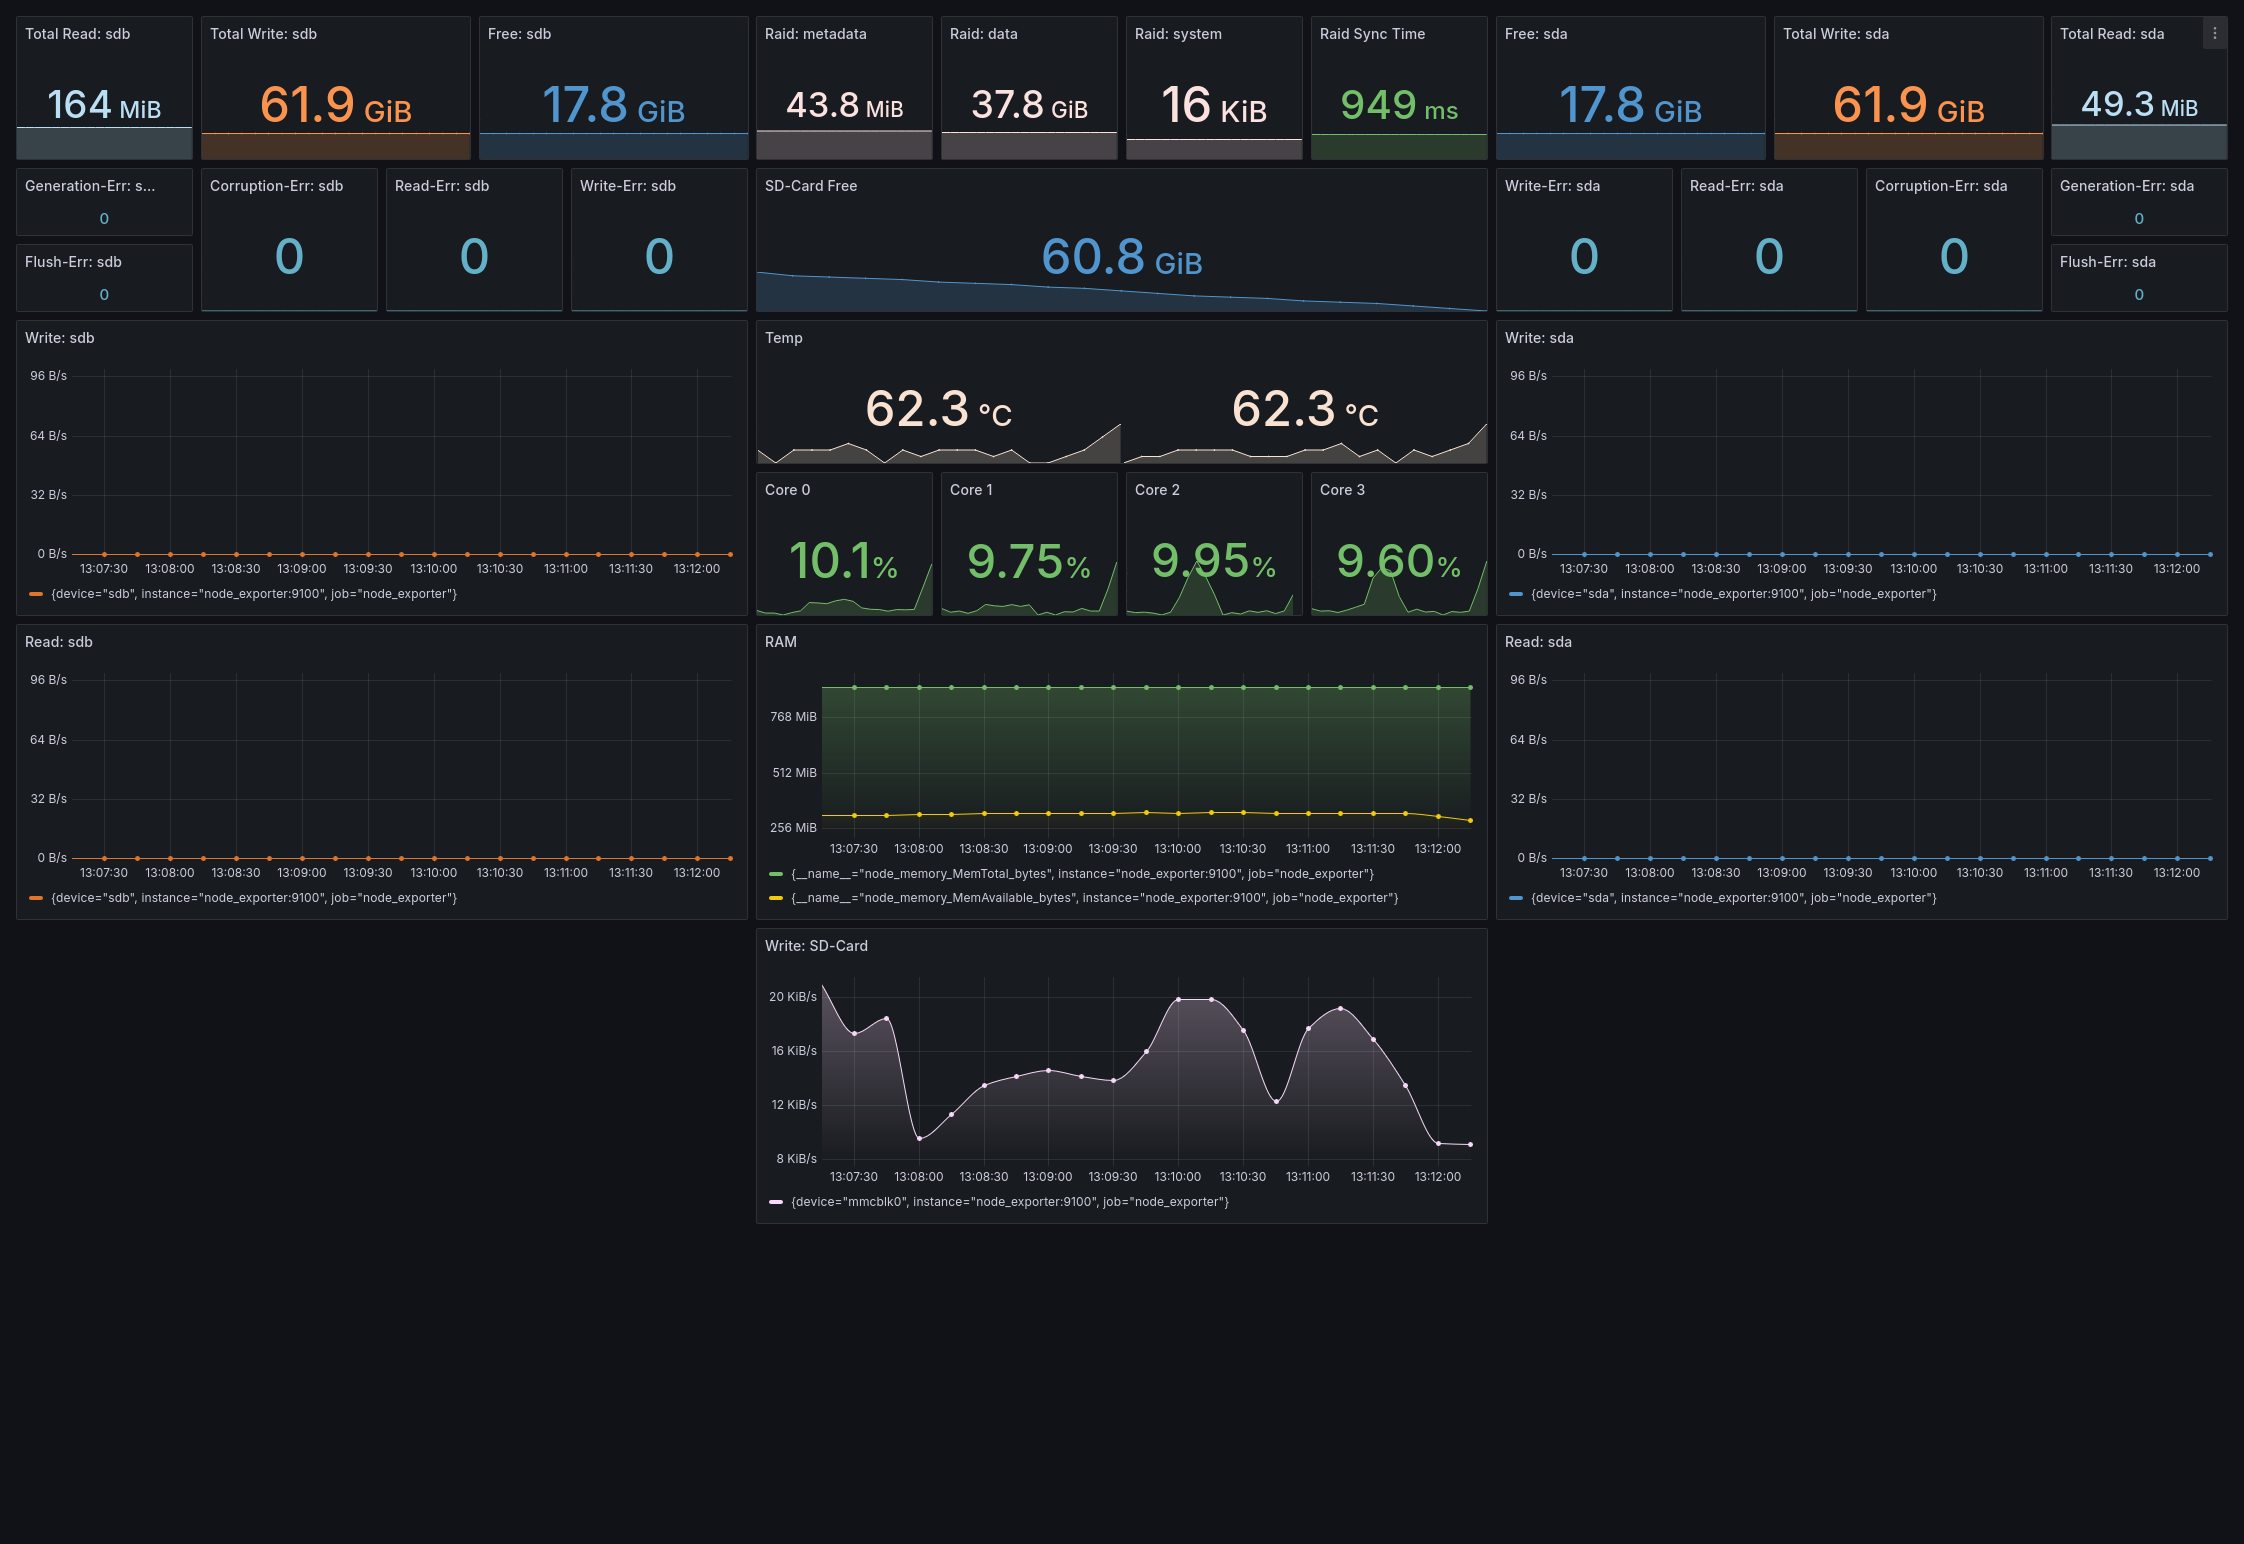 Total Read: sdb
164 MiB
Total Write: sdb
61.9 GiB
Free: sdb
17.8 GiB
Raid: metadata
43.8 MiB
Raid: data
37.8 GiB
Raid: system
16 KiB
Raid Sync Time
949 ms
Free: sda
17.8 GiB
Total Write: sda
61.9 GiB
Total Read: sda
49.3 MiB
Generation-Err: s...
0
Flush-Err: sdb
0
Corruption-Err: sdb
0
Read-Err: sdb
0
Write-Err: sdb
0
SD-Card Free
60.8 GiB
Write-Err: sda
0
Read-Err: sda
0
Corruption-Err: sda
0
Generation-Err: sda
0
Flush-Err: sda
0
Write: sdb
96 B/s
64 B/s
32 B/s
0 B/s
13:07:30 13:08:00 13:08:30 13:09:00 13:09:30 13:10:00 13:10:30 13:11:00 13:11:30 13:12:00
{device="sdb", instance="node_exporter:9100", job="node_exporter"}
Temp
62.3 °C
62.3 °C
Core 0
10.1%
Core 1
9.75%
Core 2
9.95%
Core 3
9.60%
Write: sda
96 B/s
64 B/s
32 B/s
0 B/s
13:07:30 13:08:00 13:08:30 13:09:00 13:09:30 13:10:00 13:10:30 13:11:00 13:11:30 13:12:00
{device="sda", instance="node_exporter:9100", job="node_exporter"}
Read: sdb
96 B/s
64 B/s
32 B/s
0 B/s
13:07:30 13:08:00 13:08:30 13:09:00 13:09:30 13:10:00 13:10:30 13:11:00 13:11:30 13:12:00
{device="sdb", instance="node_exporter:9100", job="node_exporter"}
RAM
768 MiB
512 MiB
256 MiB
13:07:30 13:08:00 13:08:30 13:09:00 13:09:30 13:10:00 13:10:30 13:11:00 13:11:30 13:12:00
{__name__="node_memory_MemTotal_bytes", instance="node_exporter:9100", job="node_exporter"}
{__name__="node_memory_MemAvailable_bytes", instance="node_exporter:9100", job="node_exporter"}
Read: sda
96 B/s
64 B/s
32 B/s
0 B/s
13:07:30 13:08:00 13:08:30 13:09:00 13:09:30 13:10:00 13:10:30 13:11:00 13:11:30 13:12:00
{device="sda", instance="node_exporter:9100", job="node_exporter"}
Write: SD-Card
20 KiB/s
16 KiB/s
12 KiB/s
8 KiB/s
13:07:30 13:08:00 13:08:30 13:09:00 13:09:30 13:10:00 13:10:30 13:11:00 13:11:30 13:12:00
{device="mmcblk0", instance="node_exporter:9100", job="node_exporter"}